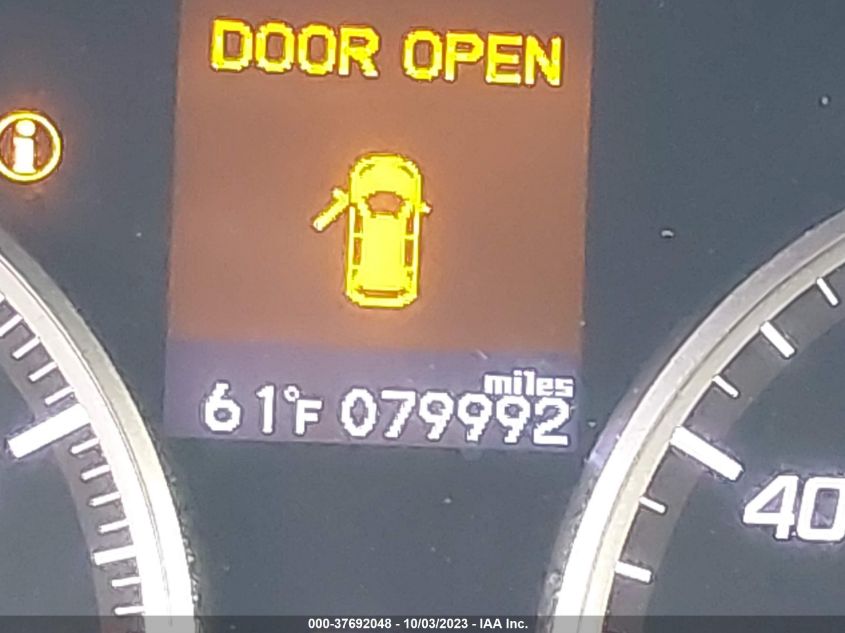 DOOR OPEN
i
miles
61°F 079992
40
000-37692048 - 10/03/2023 - IAA Inc.